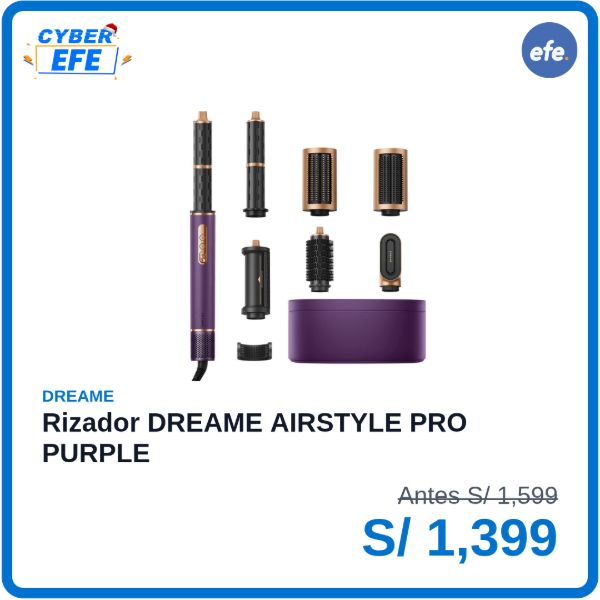 CYBER
EFE
efe.
DREAME
Rizador DREAME AIRSTYLE PRO
PURPLE
Antes S/ 1,599
S/ 1,399